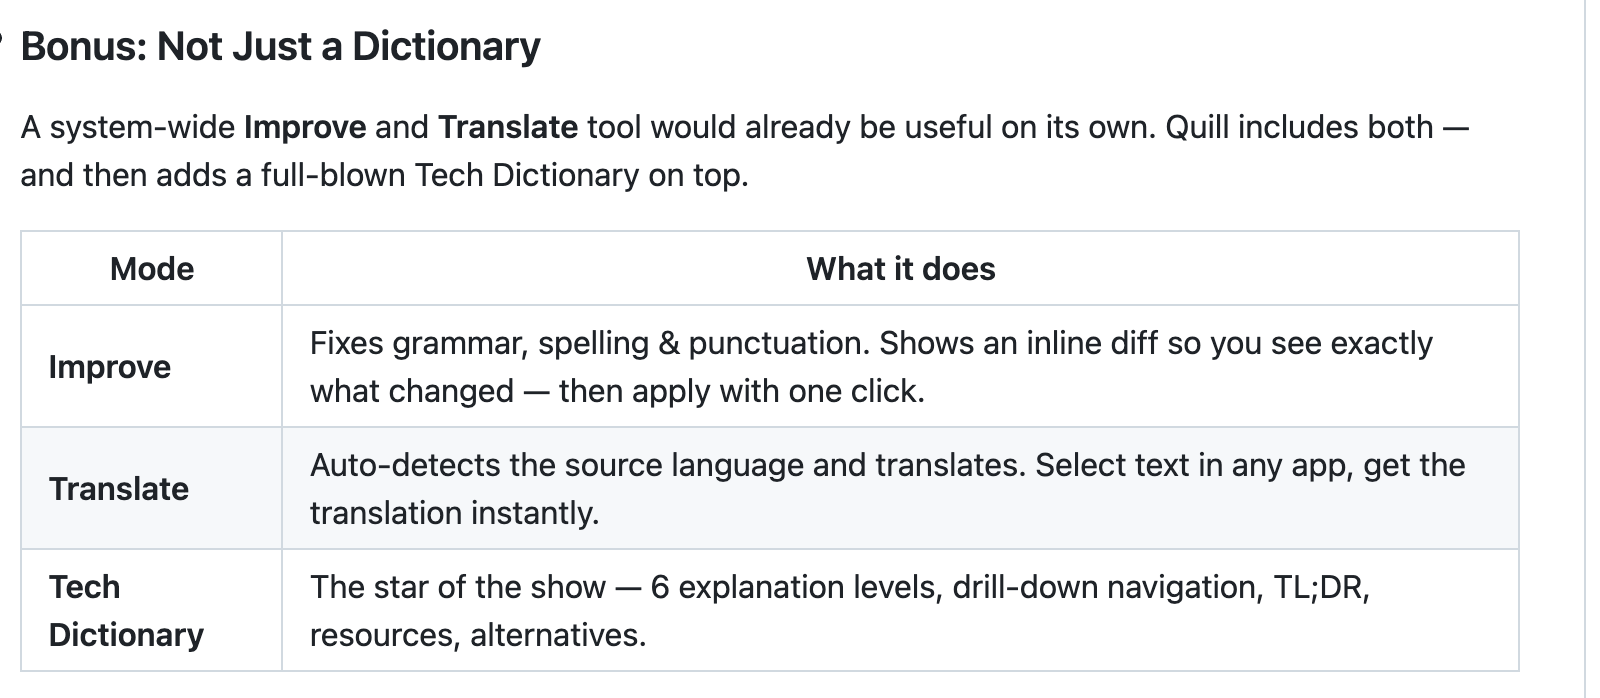 Bonus: Not Just a Dictionary
A system-wide Improve and Translate tool would already be useful on its own. Quill includes both —
and then adds a full-blown Tech Dictionary on top.
Mode
What it does
Improve
Fixes grammar, spelling & punctuation. Shows an inline diff so you see exactly
what changed — then apply with one click.
Translate
Auto-detects the source language and translates. Select text in any app, get the
translation instantly.
Tech
Dictionary
The star of the show — 6 explanation levels, drill-down navigation, TL;DR,
resources, alternatives.